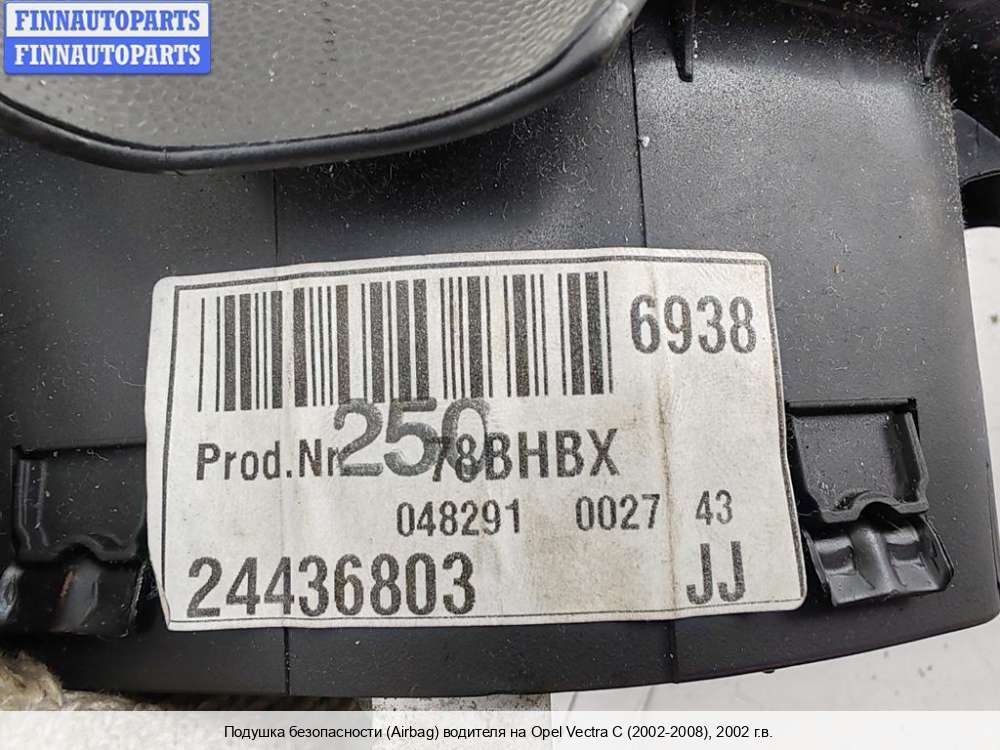 FINNAUTOPARTS
FINNAUTOPARTS
6938
250
Prod.Nr. 78BHBX
048291 0027 43
24436803 JJ
Подушка безопасности (Airbag) водителя на Opel Vectra C (2002-2008), 2002 г.в.